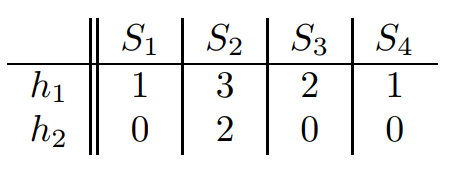 S₁ S₂ S₃ S₄
h₁ 1 3 2 1
h₂ 0 2 0 0